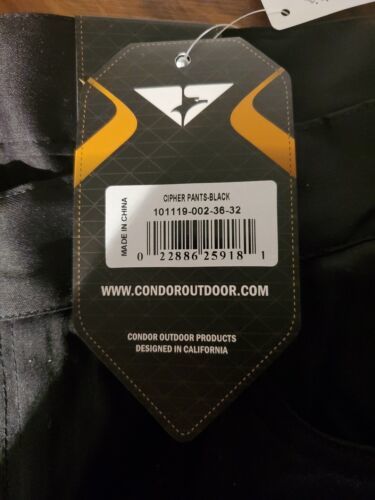 CIPHER PANTS-BLACK
101119-002-36-32
MADE IN CHINA
0 22886 25918 1
WWW.CONDOROUTDOOR.COM
CONDOR OUTDOOR PRODUCTS
DESIGNED IN CALIFORNIA